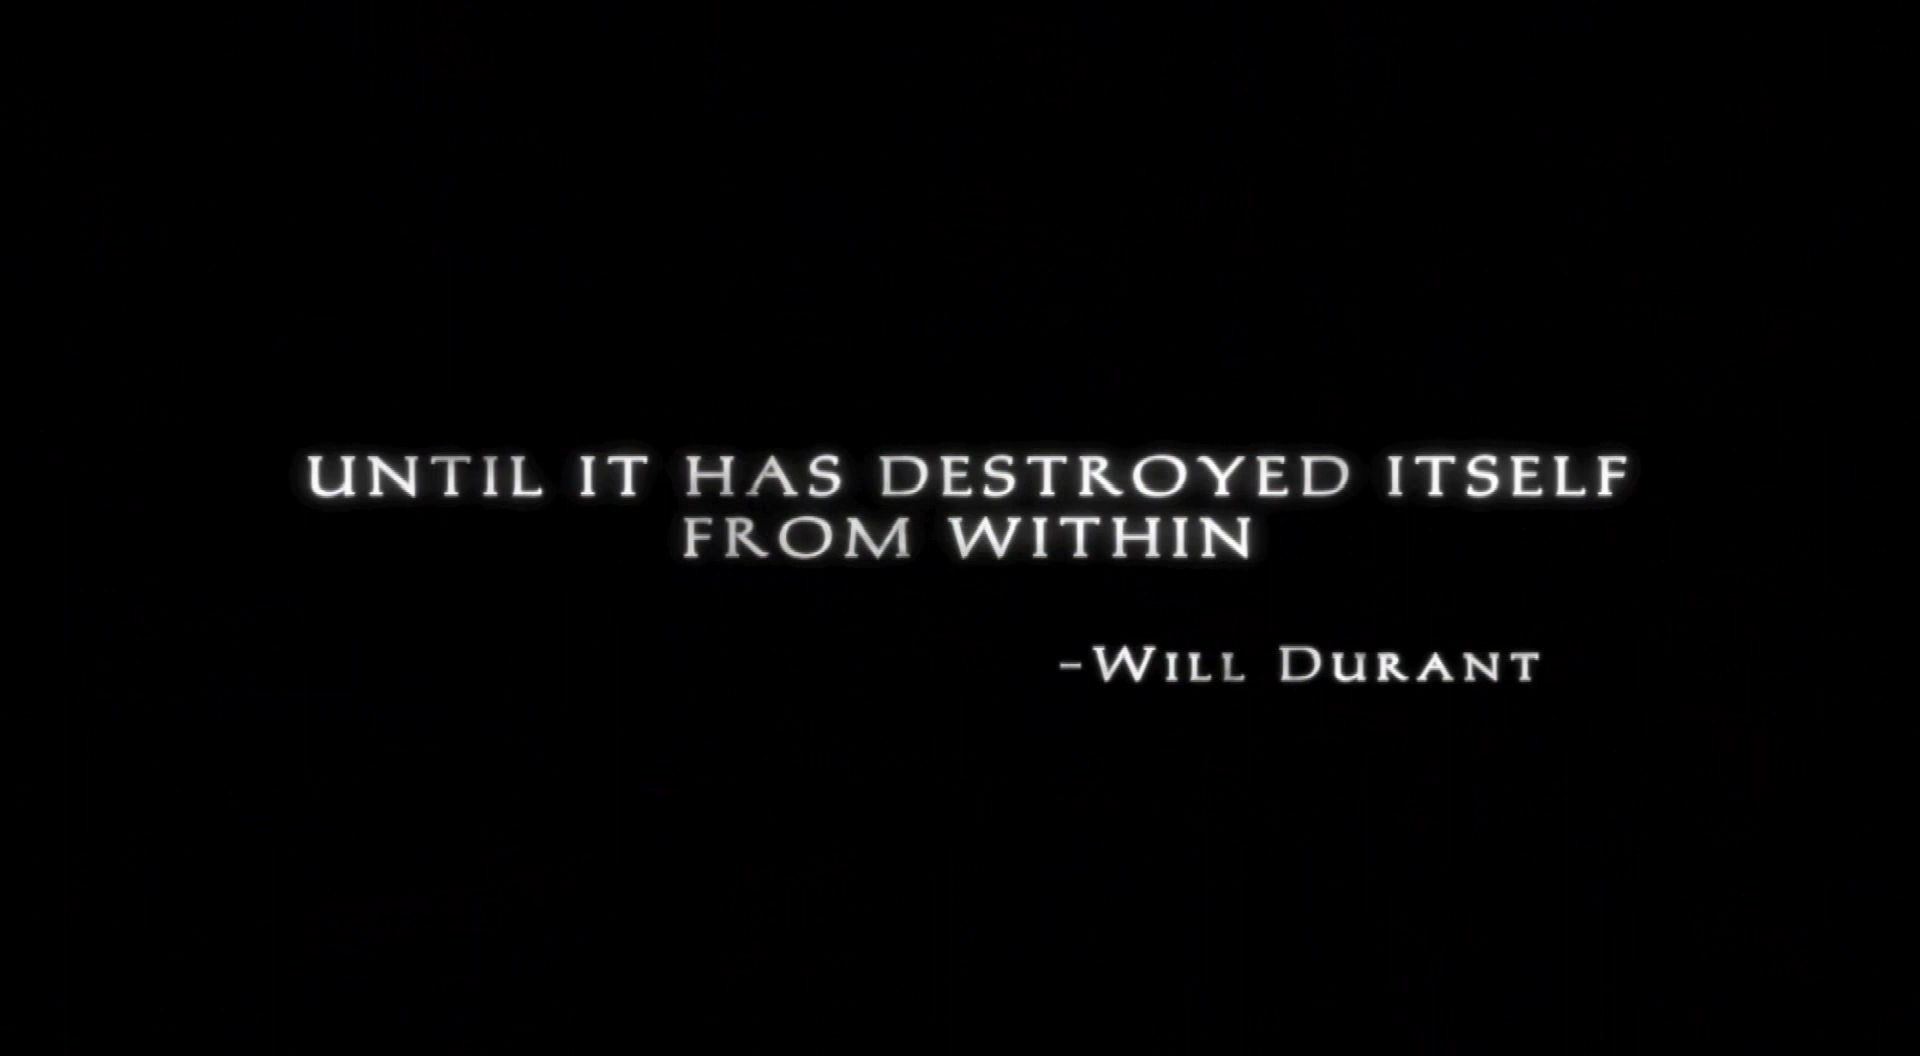 UNTIL IT HAS DESTROYED ITSELF
FROM WITHIN
-WILL DURANT